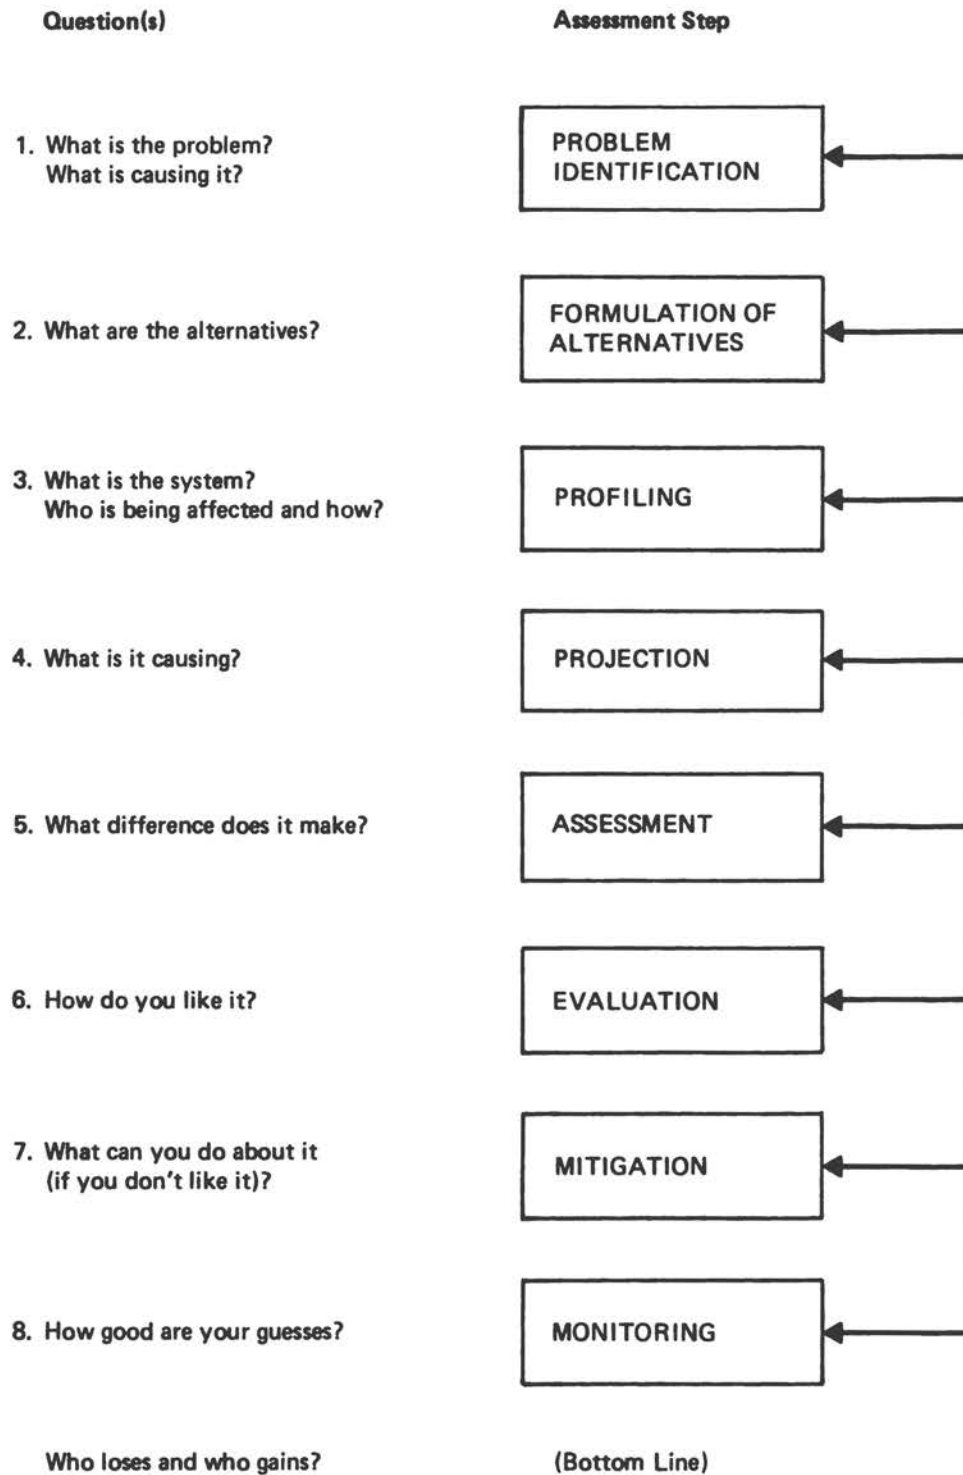 Question(s) Assessment Step
1. What is the problem? PROBLEM
What is causing it? IDENTIFICATION
2. What are the alternatives? FORMULATION OF
ALTERNATIVES
3. What is the system? PROFILING
Who is being affected and how?
4. What is it causing? PROJECTION
5. What difference does it make? ASSESSMENT
6. How do you like it? EVALUATION
7. What can you do about it MITIGATION
(if you don't like it)?
8. How good are your guesses? MONITORING
Who loses and who gains? (Bottom Line)